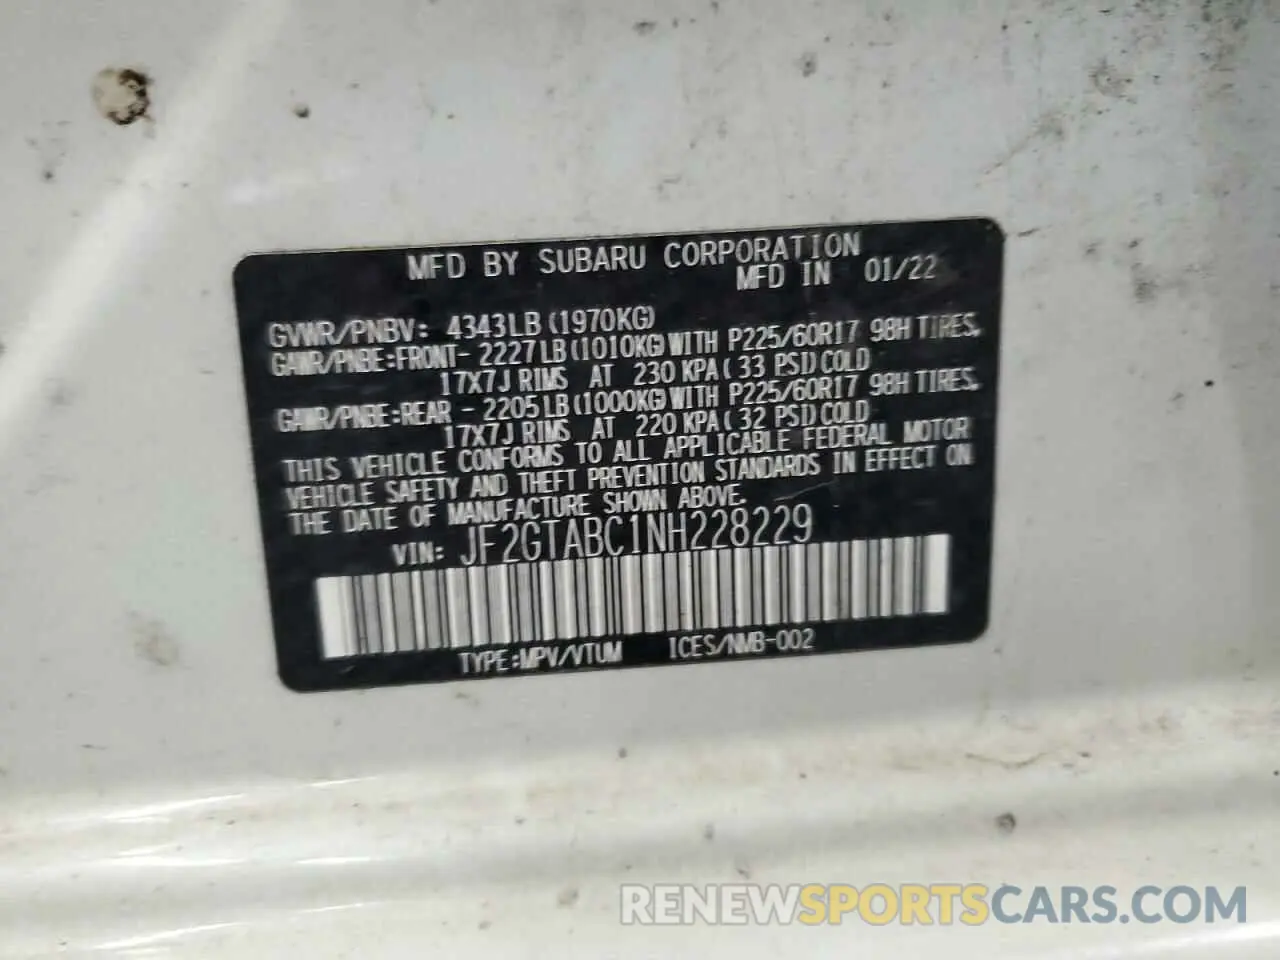 MFD BY SUBARU CORPORATION
MFD IN 01/22
GVWR/PNBV: 4343LB (1970KG)
GAWR/PNBE:FRONT- 2227LB(1010KG)WITH P225/60R17 98H TIRES.
17X7J RIMS AT 230 KPA( 33 PSI)COLD
GAWR/PNBE:REAR - 2205LB(1000KG)WITH P225/60R17 98H TIRES.
17X7J RIMS AT 220 KPA( 32 PSI)COLD
THIS VEHICLE CONFORMS TO ALL APPLICABLE FEDERAL MOTOR
VEHICLE SAFETY AND THEFT PREVENTION STANDARDS IN EFFECT ON
THE DATE OF MANUFACTURE SHOWN ABOVE.
VIN: JF2GTABC1NH228229
TYPE:MPV/VTUM ICES/NMB-002
RENEWSPORTSCARS.COM